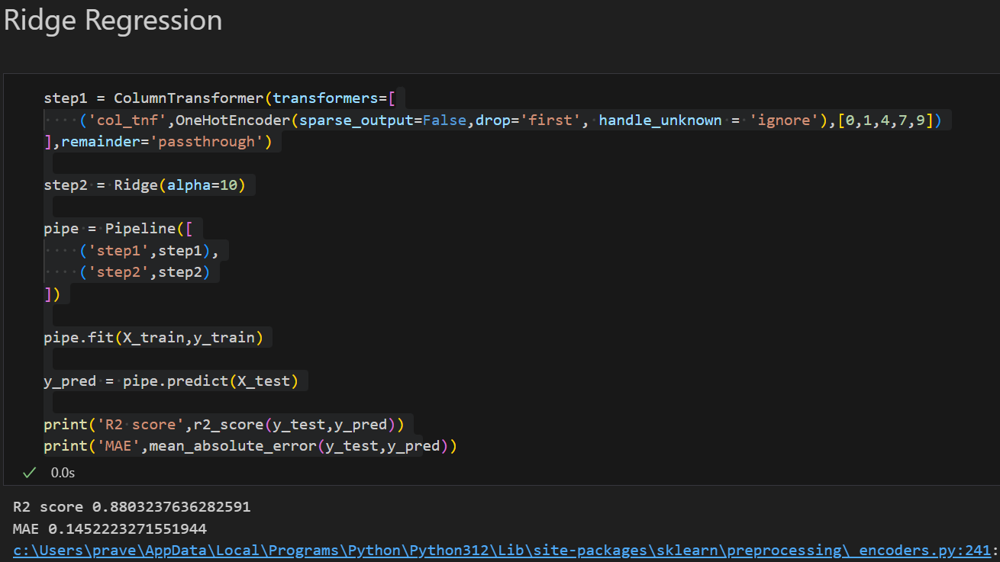 Ridge Regression
step1 = ColumnTransformer(transformers=[
    ('col_tnf',OneHotEncoder(sparse_output=False,drop='first', handle_unknown = 'ignore'),[0,1,4,7,9])
],remainder='passthrough')
step2 = Ridge(alpha=10)
pipe = Pipeline([
    ('step1',step1),
    ('step2',step2)
])
pipe.fit(X_train,y_train)
y_pred = pipe.predict(X_test)
print('R2 score',r2_score(y_test,y_pred))
print('MAE',mean_absolute_error(y_test,y_pred))
0.0s
R2 score 0.8803237636282591
MAE 0.1452223271551944
c:\Users\prave\AppData\Local\Programs\Python\Python312\Lib\site-packages\sklearn\preprocessing\_encoders.py:241: